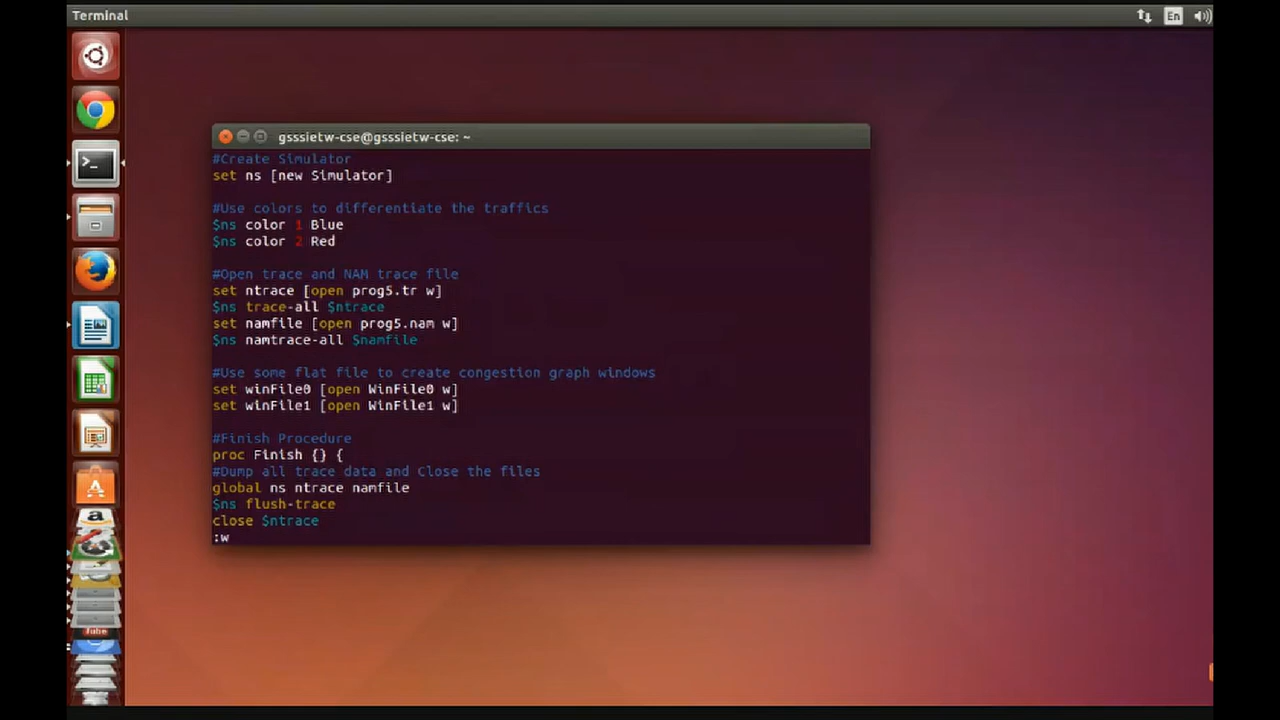 Terminal
En
gsssietw-cse@gsssietw-cse: ~
#Create Simulator
set ns [new Simulator]
#Use colors to differentiate the traffics
$ns color 1 Blue
$ns color 2 Red
#Open trace and NAM trace file
set ntrace [open prog5.tr w]
$ns trace-all $ntrace
set namfile [open prog5.nam w]
$ns namtrace-all $namfile
#Use some flat file to create congestion graph windows
set winFile0 [open WinFile0 w]
set winFile1 [open WinFile1 w]
#Finish Procedure
proc Finish {} {
#Dump all trace data and Close the files
global ns ntrace namfile
$ns flush-trace
close $ntrace
:w
Tube